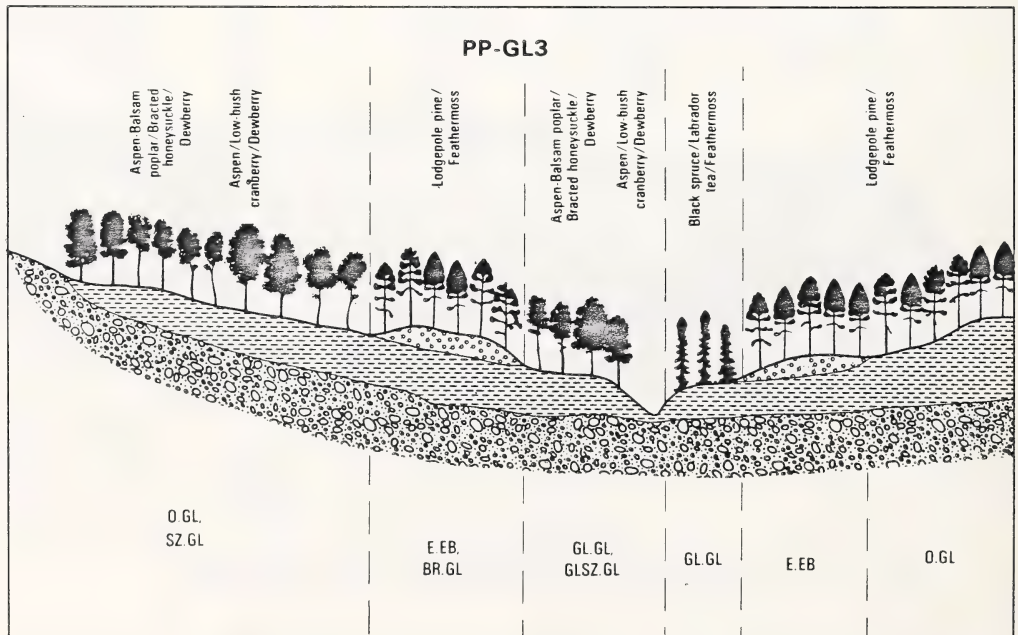 PP-GL3
Aspen-Balsam
poplar/Bracted
honeysuckle/
Dewberry
Aspen/Low-bush
cranberry/Dewberry
Lodgepole pine/
Feathermoss
Aspen-Balsam poplar/
Bracted honeysuckle/
Dewberry
Aspen/Low-bush
cranberry/Dewberry
Black spruce/Labrador
tea/Feathermoss
Lodgepole pine/
Feathermoss
O.GL,
SZ.GL
E.EB,
BR.GL
GL.GL,
GLSZ.GL
GL.GL
E.EB
O.GL